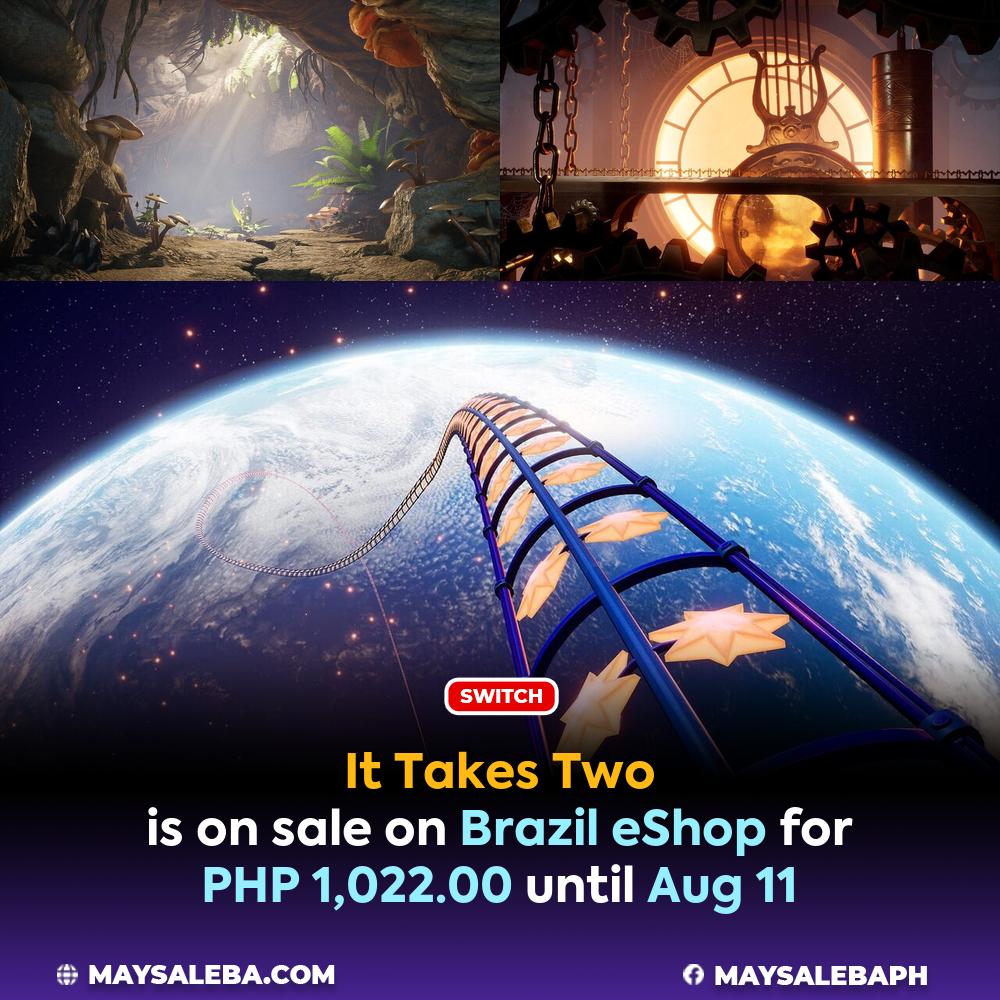 SWITCH
It Takes Two
is on sale on Brazil eShop for
PHP 1,022.00 until Aug 11
MAYSALEBA.COM
MAYSALEBAPH